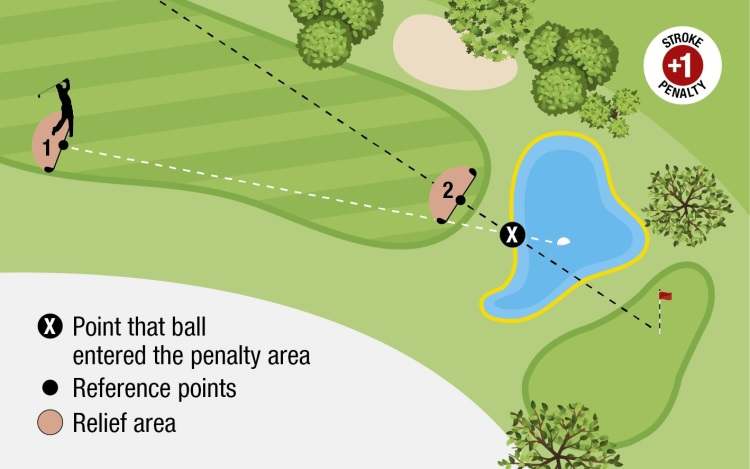 STROKE
+1
PENALTY
1
2
X
X Point that ball
entered the penalty area
Reference points
Relief area